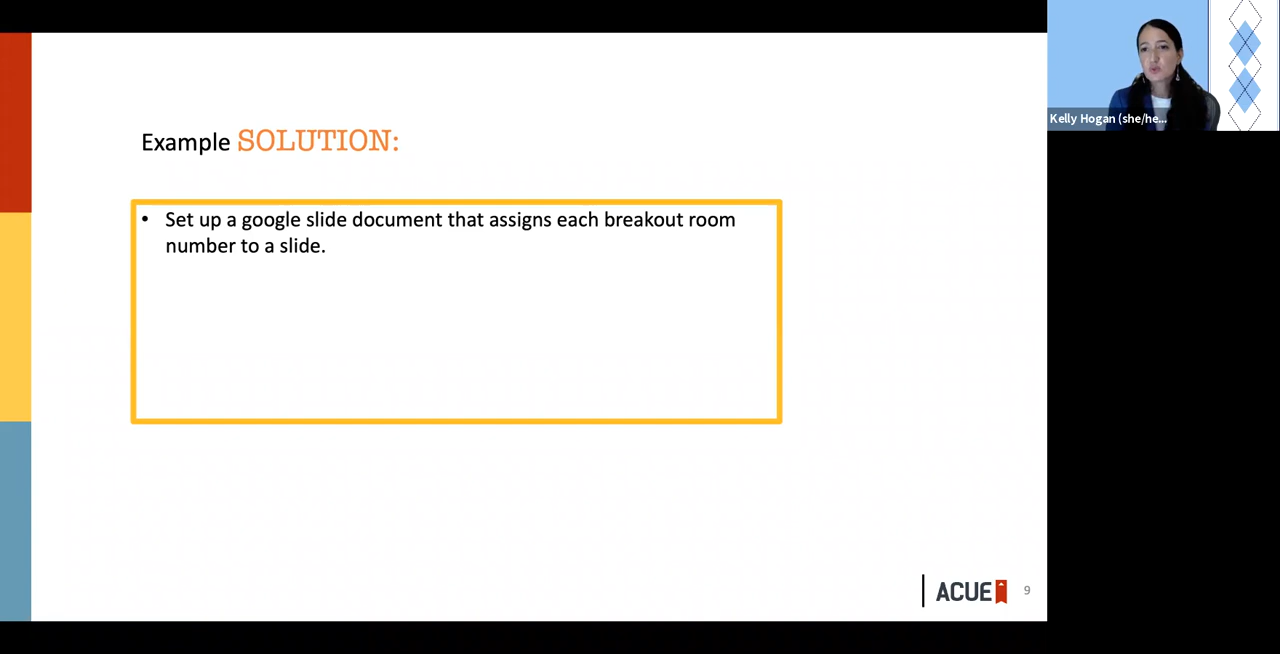 Example SOLUTION:
• Set up a google slide document that assigns each breakout room
number to a slide.
Kelly Hogan (she/he...
ACUE
9